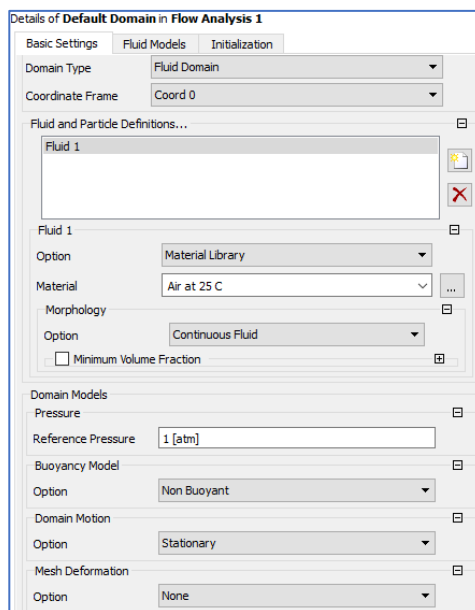 Details of Default Domain in Flow Analysis 1
Basic Settings Fluid Models Initialization
Domain Type Fluid Domain
Coordinate Frame Coord 0
Fluid and Particle Definitions...
Fluid 1
Fluid 1
Option Material Library
Material Air at 25 C ...
Morphology
Option Continuous Fluid
Minimum Volume Fraction
Domain Models
Pressure
Reference Pressure 1 [atm]
Buoyancy Model
Option Non Buoyant
Domain Motion
Option Stationary
Mesh Deformation
Option None